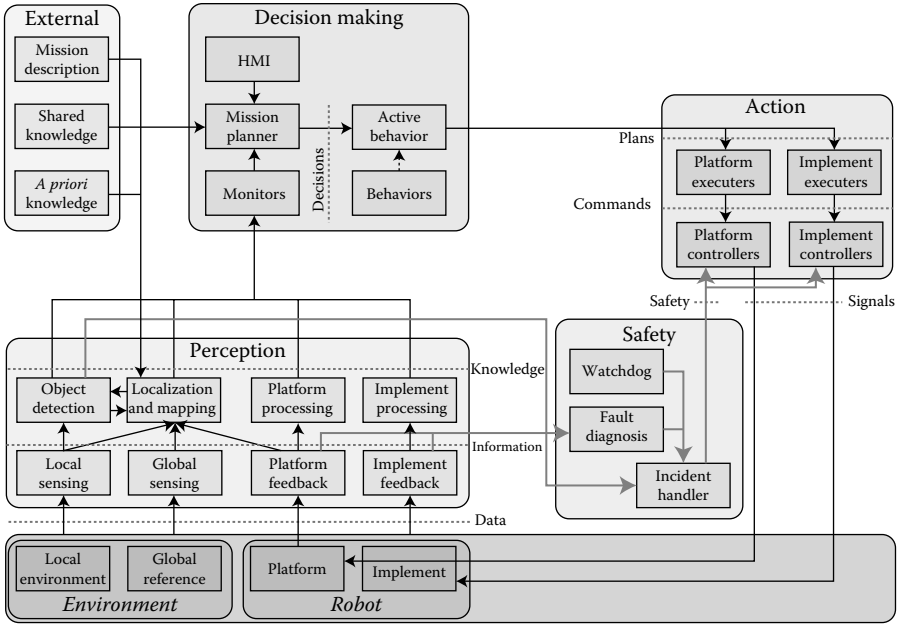 External
Mission
description
Shared
knowledge
A priori
knowledge
Decision making
HMI
Mission
planner
Monitors
Decisions
Active
behavior
Behaviors
Action
Plans
Platform
executers
Implement
executers
Commands
Platform
controllers
Implement
controllers
Safety
Signals
Perception
Knowledge
Object
detection
Localization
and mapping
Platform
processing
Implement
processing
Information
Local
sensing
Global
sensing
Platform
feedback
Implement
feedback
Safety
Watchdog
Fault
diagnosis
Incident
handler
Data
Local
environment
Global
reference
Environment
Platform
Implement
Robot